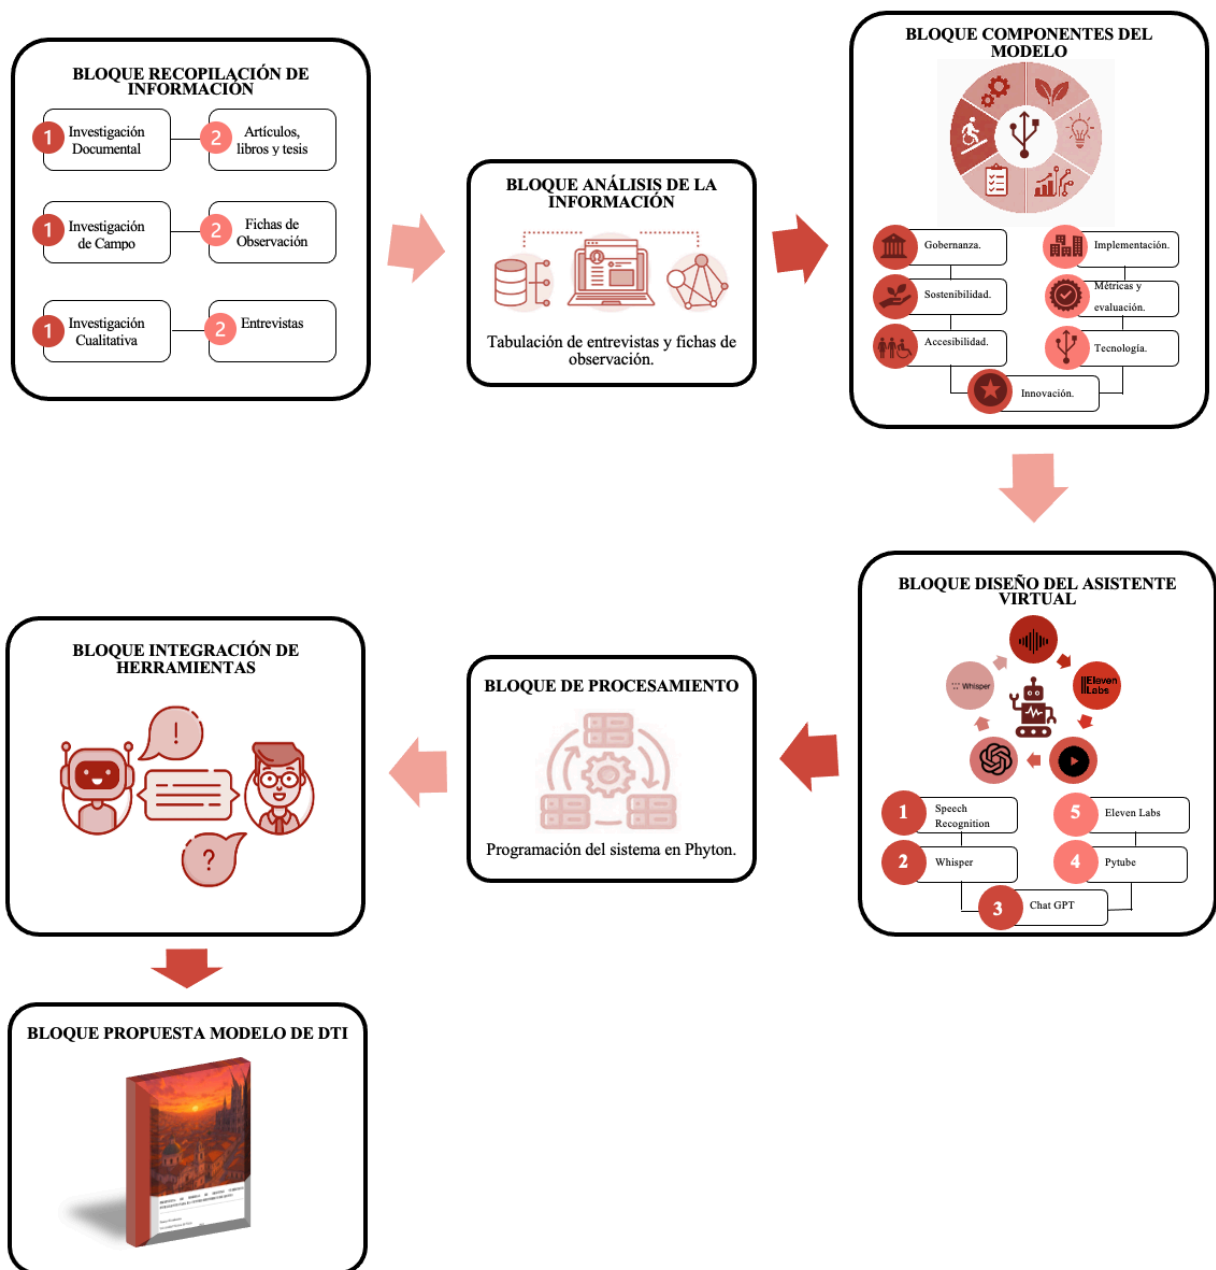 BLOQUE RECOPILACIÓN DE
INFORMACIÓN
1
Investigación
Documental
2
Artículos,
libros y tesis
1
Investigación
de Campo
2
Fichas de
Observación
1
Investigación
Cualitativa
2
Entrevistas
BLOQUE ANÁLISIS DE LA
INFORMACIÓN
Tabulación de entrevistas y fichas de
observación.
BLOQUE COMPONENTES DEL
MODELO
Gobernanza.
Implementación.
Sostenibilidad.
Métricas y
evaluación.
Accesibilidad.
Tecnología.
Innovación.
BLOQUE DISEÑO DEL ASISTENTE
VIRTUAL
Whisper
Eleven
Labs
1
Speech
Recognition
5
Eleven Labs
2
Whisper
4
Pytube
3
Chat GPT
BLOQUE DE PROCESAMIENTO
Programación del sistema en Phyton.
BLOQUE INTEGRACIÓN DE
HERRAMIENTAS
!
?
BLOQUE PROPUESTA MODELO DE DTI